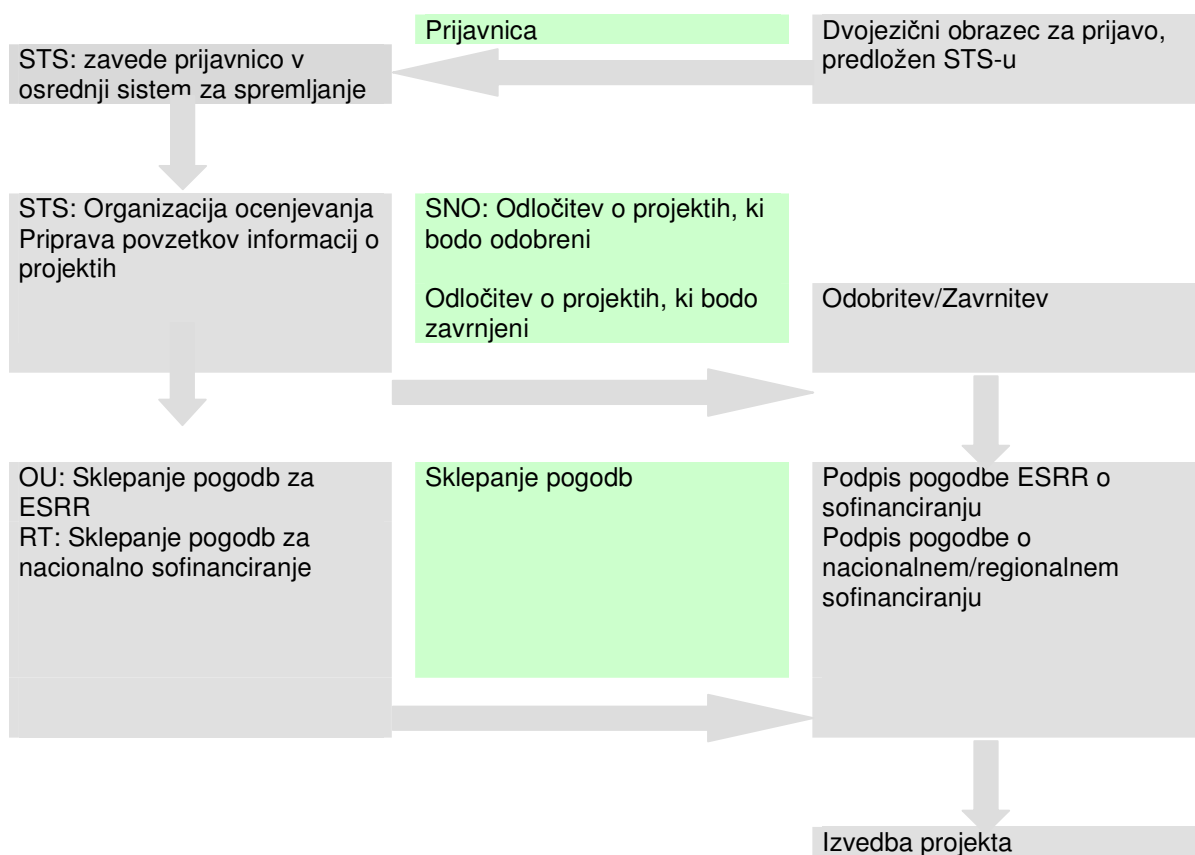 Prijavnica
Dvojezični obrazec za prijavo,
predložen STS-u
STS: zavede prijavnico v
osrednji sistem za spremljanje
STS: Organizacija ocenjevanja
Priprava povzetkov informacij o
projektih
SNO: Odločitev o projektih, ki
bodo odobreni
Odločitev o projektih, ki bodo
zavrnjeni
Odobritev/Zavrnitev
OU: Sklepanje pogodb za
ESRR
RT: Sklepanje pogodb za
nacionalno sofinanciranje
Sklepanje pogodb
Podpis pogodbe ESRR o
sofinanciranju
Podpis pogodbe o
nacionalnem/regionalnem
sofinanciranju
Izvedba projekta